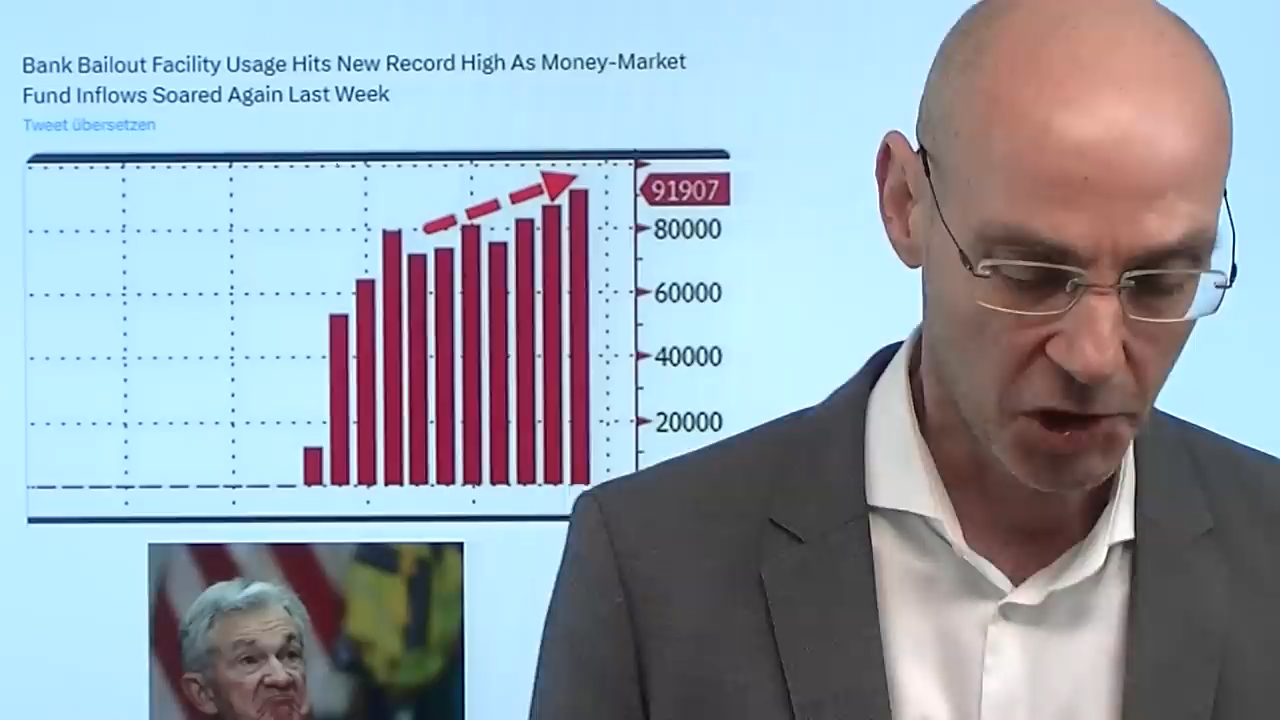 Bank Bailout Facility Usage Hits New Record High As Money-Market
Fund Inflows Soared Again Last Week
Tweet übersetzen
91907
80000
60000
40000
20000